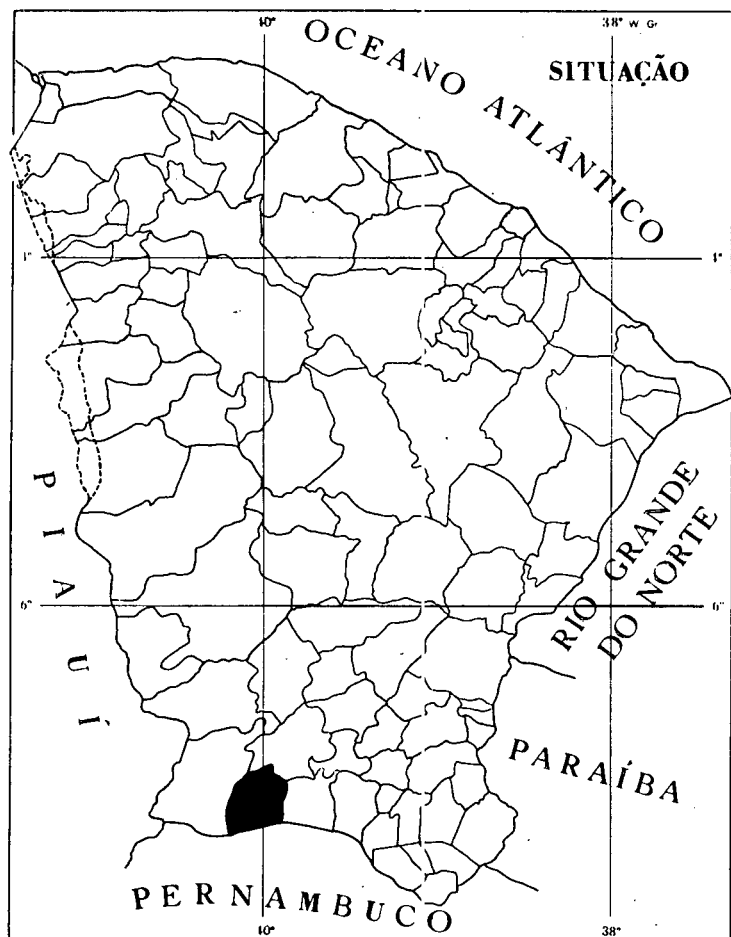 40° 38° W. Gr
SITUAÇÃO
OCEANO ATLÂNTICO
4° 4°
PIAUÍ
RIO GRANDE
DO NORTE
6° 6°
PARAÍBA
PERNAMBUCO
40° 38°